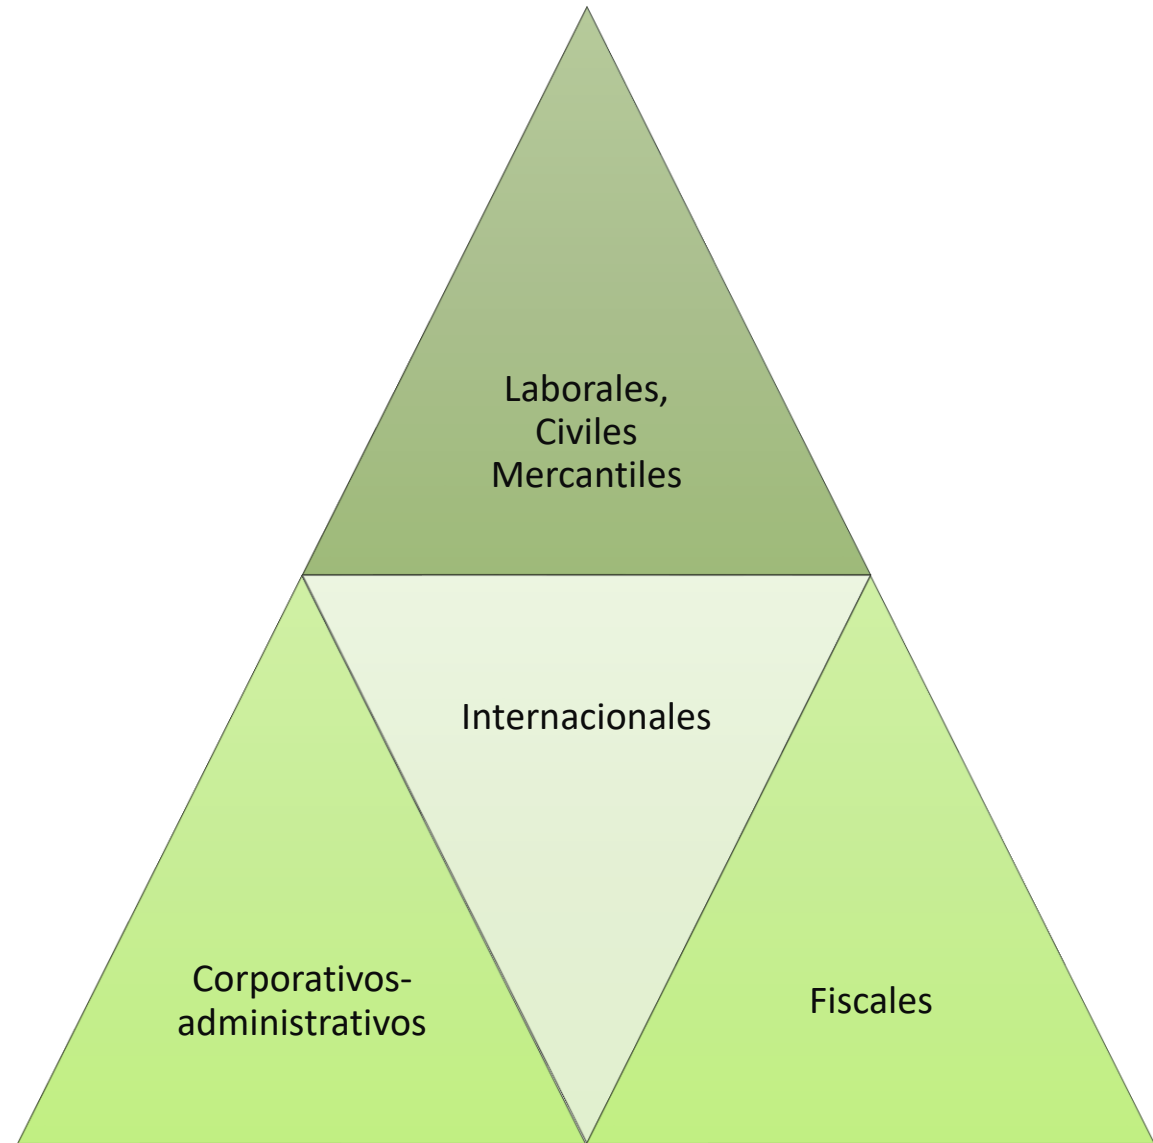 Laborales,
Civiles
Mercantiles
Internacionales
Corporativos-
administrativos
Fiscales